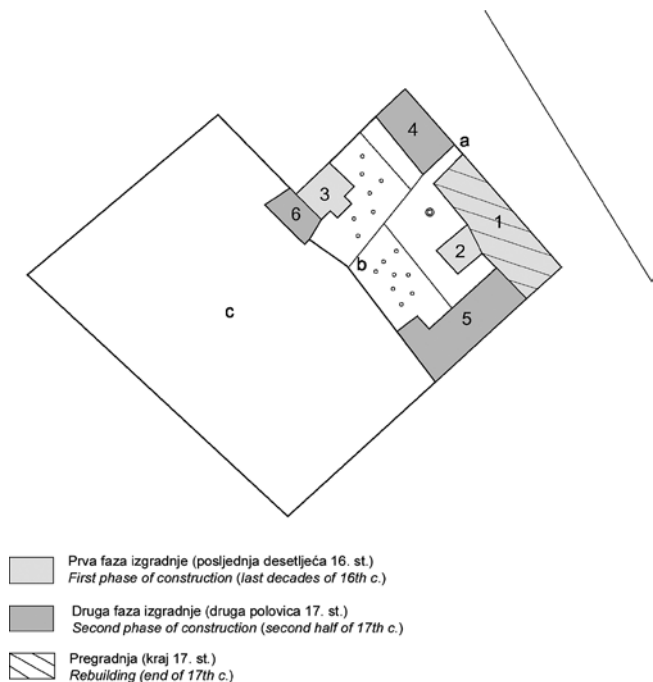 4
a
3
1
6
2
b
c
5
Prva faza izgradnje (posljednja desetljeća 16. st.)
First phase of construction (last decades of 16th c.)
Druga faza izgradnje (druga polovica 17. st.)
Second phase of construction (second half of 17th c.)
Pregradnja (kraj 17. st.)
Rebuilding (end of 17th c.)